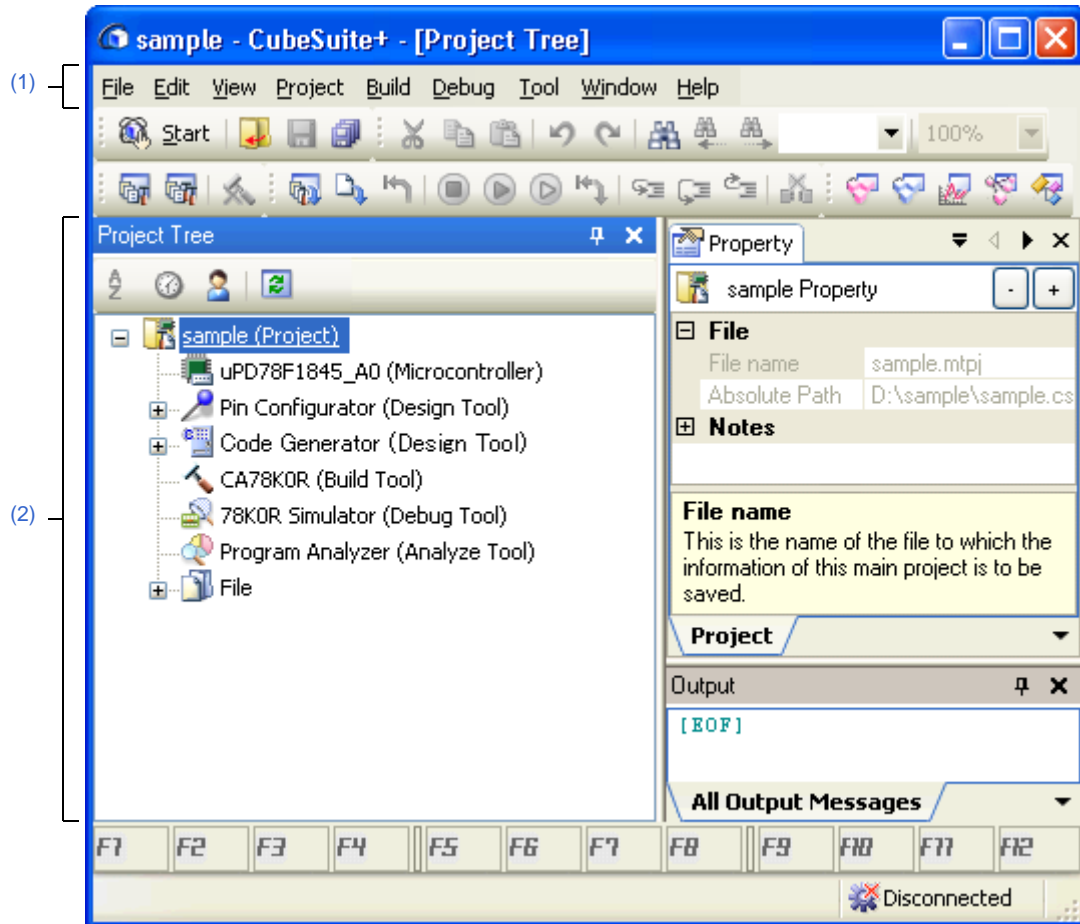 sample - CubeSuite+ - [Project Tree]
(1)
File Edit View Project Build Debug Tool Window Help
Start 100%
Project Tree
sample (Project)
uPD78F1845_A0 (Microcontroller)
Pin Configurator (Design Tool)
Code Generator (Design Tool)
CA78K0R (Build Tool)
78K0R Simulator (Debug Tool)
Program Analyzer (Analyze Tool)
File
(2)
Property
sample Property - +
File
File name sample.mtpj
Absolute Path D:\sample\sample.cs
Notes
File name
This is the name of the file to which the
information of this main project is to be
saved.
Project
Output
[EOF]
All Output Messages
F1 F2 F3 F4 F5 F6 F7 F8 F9 F10 F11 F12
Disconnected